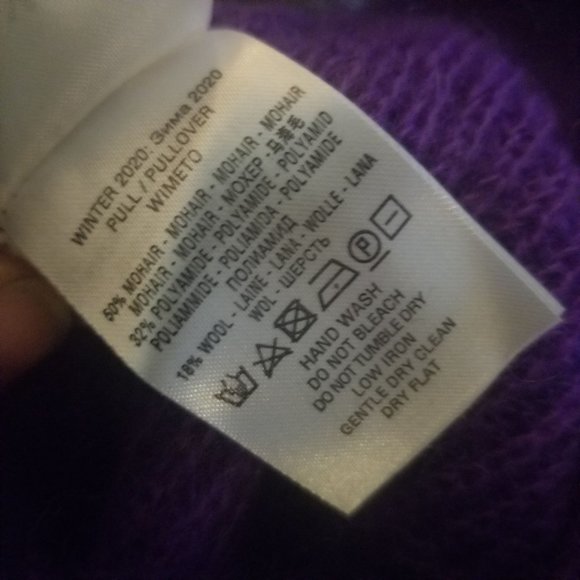 WINTER 2020: Зима 2020
PULL / PULLOVER
WIMETO
50% MOHAIR - MOHAIR - MOHAIR - MOHAIR
MOHAIR - MOHAIR - МОХЕР - 马海毛
32% POLYAMIDE - POLYAMIDE - POLYAMID
POLIAMMIDE - POLIAMIDA - POLYAMIDE
ПОЛИАМИД
18% WOOL - LAINE - LANA - WOLLE - LANA
WOL - ШЕРСТЬ
P
HAND WASH
DO NOT BLEACH
DO NOT TUMBLE DRY
LOW IRON
GENTLE DRY CLEAN
DRY FLAT